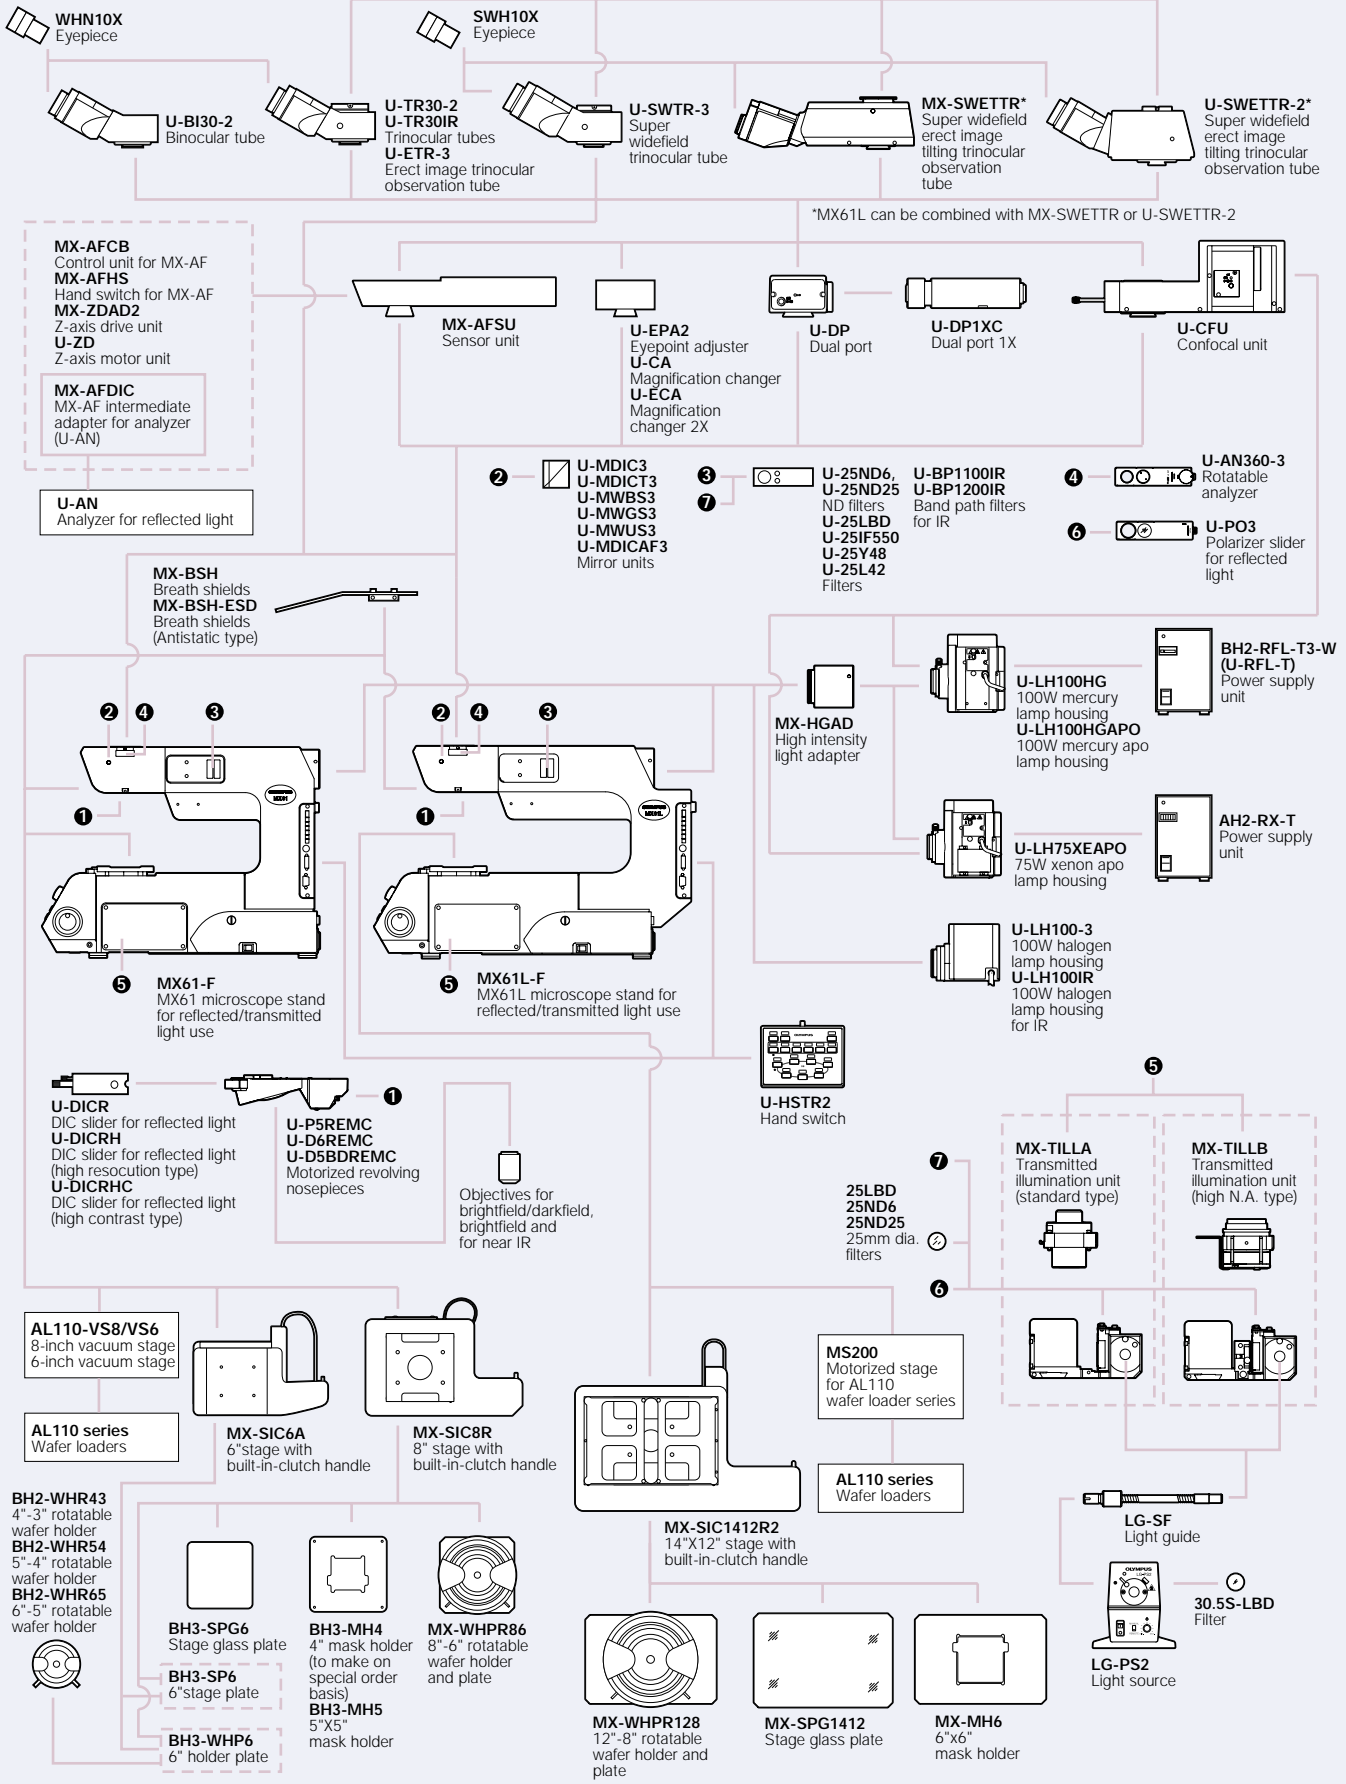 WHN10X
Eyepiece
SWH10X
Eyepiece
U-BI30-2
Binocular tube
U-TR30-2
U-TR30IR
Trinocular tubes
U-ETR-3
Erect image trinocular
observation tube
U-SWTR-3
Super
widefield
trinocular tube
MX-SWETTR*
Super widefield
erect image
tilting trinocular
observation
tube
U-SWETTR-2*
Super widefield
erect image
tilting trinocular
observation tube
*MX61L can be combined with MX-SWETTR or U-SWETTR-2
MX-AFCB
Control unit for MX-AF
MX-AFHS
Hand switch for MX-AF
MX-ZDAD2
Z-axis drive unit
U-ZD
Z-axis motor unit
MX-AFDIC
MX-AF intermediate
adapter for analyzer
(U-AN)
U-AN
Analyzer for reflected light
MX-AFSU
Sensor unit
U-EPA2
Eyepoint adjuster
U-CA
Magnification changer
U-ECA
Magnification
changer 2X
U-DP
Dual port
U-DP1XC
Dual port 1X
U-CFU
Confocal unit
2
U-MDIC3
U-MDICT3
U-MWBS3
U-MWGS3
U-MWUS3
U-MDICAF3
Mirror units
3
7
U-25ND6,
U-25ND25
ND filters
U-25LBD
U-25IF550
U-25Y48
U-25L42
Filters
U-BP1100IR
U-BP1200IR
Band path filters
for IR
4
U-AN360-3
Rotatable
analyzer
6
U-PO3
Polarizer slider
for reflected
light
MX-BSH
Breath shields
MX-BSH-ESD
Breath shields
(Antistatic type)
MX-HGAD
High intensity
light adapter
U-LH100HG
100W mercury
lamp housing
U-LH100HGAPO
100W mercury apo
lamp housing
BH2-RFL-T3-W
(U-RFL-T)
Power supply
unit
U-LH75XEAPO
75W xenon apo
lamp housing
AH2-RX-T
Power supply
unit
U-LH100-3
100W halogen
lamp housing
U-LH100IR
100W halogen
lamp housing
for IR
2 4 3
1
OLYMPUS
MX61
5
MX61-F
MX61 microscope stand
for reflected/transmitted
light use
2 4 3
1
OLYMPUS
MX61L
5
MX61L-F
MX61L microscope stand for
reflected/transmitted light use
OLYMPUS
U-HSTR2
Hand switch
U-DICR
DIC slider for reflected light
U-DICRH
DIC slider for reflected light
(high resocution type)
U-DICRHC
DIC slider for reflected light
(high contrast type)
1
U-P5REMC
U-D6REMC
U-D5BDREMC
Motorized revolving
nosepieces
Objectives for
brightfield/darkfield,
brightfield and
for near IR
5
MX-TILLA
Transmitted
illumination unit
(standard type)
MX-TILLB
Transmitted
illumination unit
(high N.A. type)
7
25LBD
25ND6
25ND25
25mm dia.
filters
6
AL110-VS8/VS6
8-inch vacuum stage
6-inch vacuum stage
AL110 series
Wafer loaders
MX-SIC6A
6"stage with
built-in-clutch handle
MX-SIC8R
8" stage with
built-in-clutch handle
MX-SIC1412R2
14"X12" stage with
built-in-clutch handle
MS200
Motorized stage
for AL110
wafer loader series
AL110 series
Wafer loaders
BH2-WHR43
4"-3" rotatable
wafer holder
BH2-WHR54
5"-4" rotatable
wafer holder
BH2-WHR65
6"-5" rotatable
wafer holder
BH3-SPG6
Stage glass plate
BH3-SP6
6"stage plate
BH3-WHP6
6" holder plate
BH3-MH4
4" mask holder
(to make on
special order
basis)
BH3-MH5
5"X5"
mask holder
MX-WHPR86
8"-6" rotatable
wafer holder
and plate
MX-WHPR128
12"-8" rotatable
wafer holder and
plate
MX-SPG1412
Stage glass plate
MX-MH6
6"x6"
mask holder
LG-SF
Light guide
OLYMPUS
LG-PS2
LG-PS2
Light source
30.5S-LBD
Filter